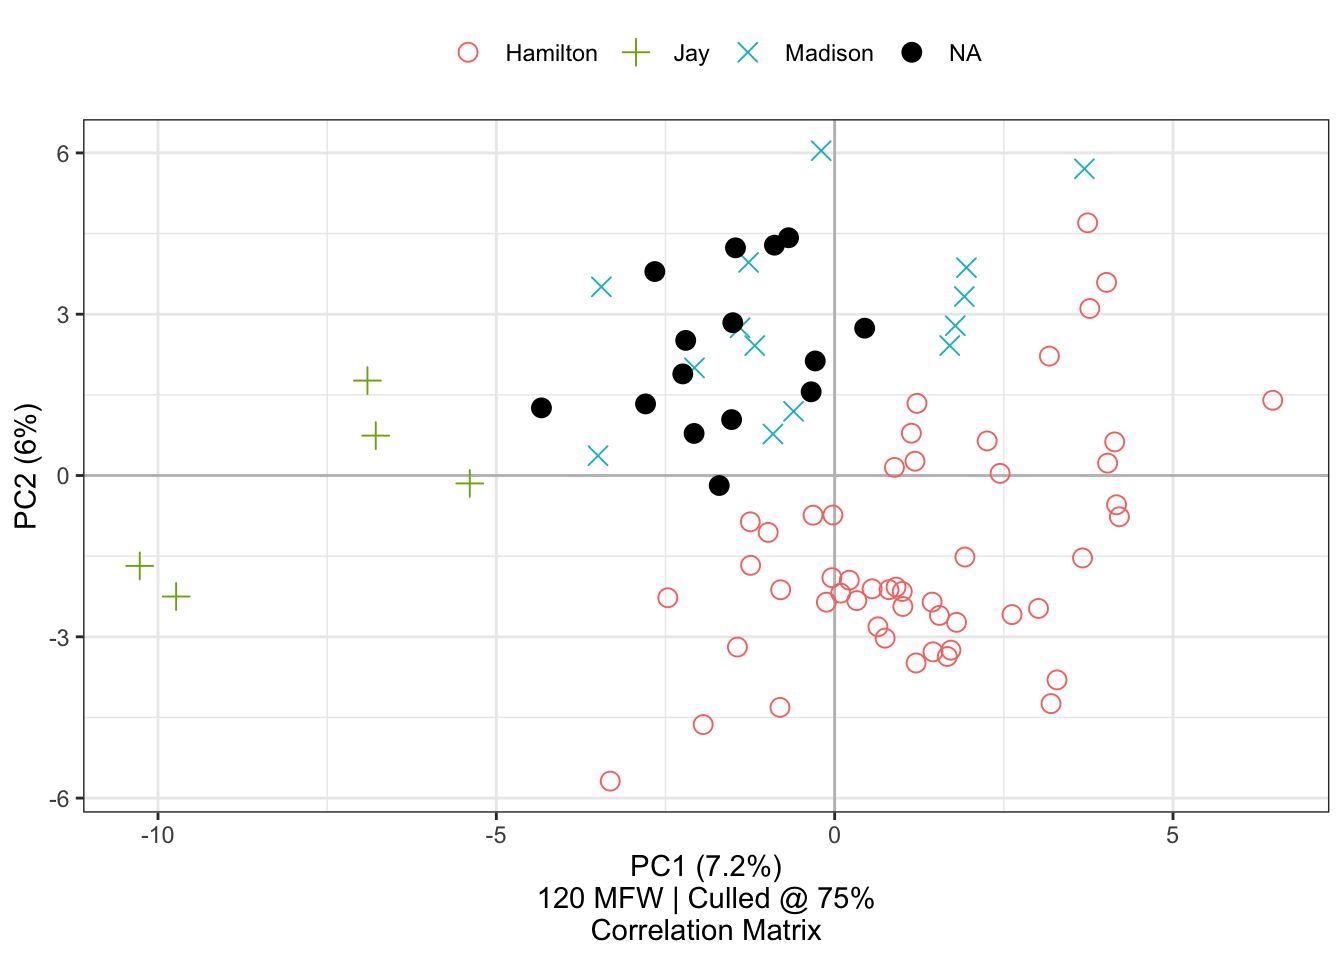 Hamilton Jay Madison NA
6
3
0
-3
-6
PC2 (6%)
-10 -5 0 5
PC1 (7.2%)
120 MFW | Culled @ 75%
Correlation Matrix